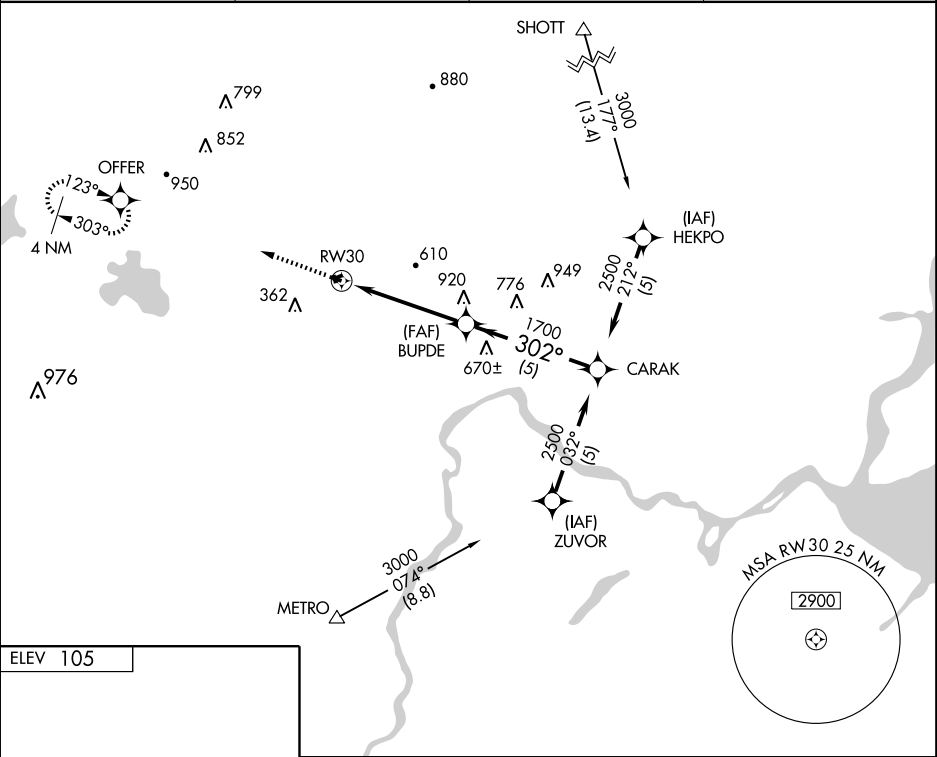 SHOTT
880
799
852
3000
177°
(13.4)
OFFER
950
123°
303°
4 NM
(IAF)
HEKPO
RW30
610
2500
212°
(5)
920
776
949
362
(FAF)
BUPDE
1700
302°
(5)
670±
CARAK
976
2500
032°
(5)
(IAF)
ZUVOR
3000
074°
(8.8)
METRO
MSA RW30 25 NM
2900
ELEV 105